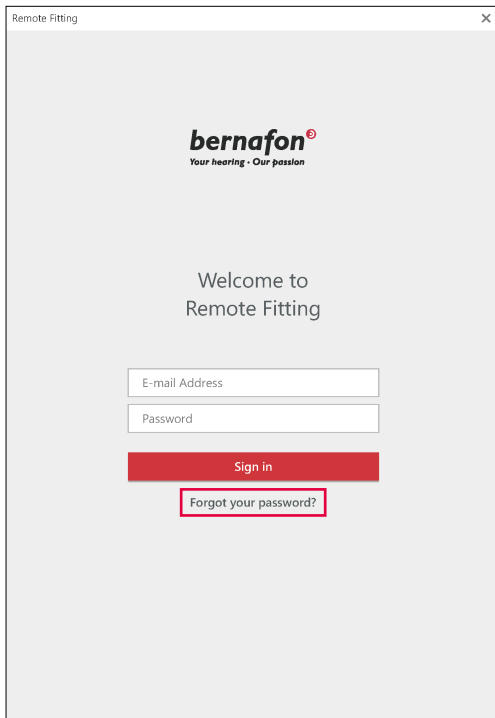 Remote Fitting
bernafon
Your hearing · Our passion
Welcome to
Remote Fitting
E-mail Address
Password
Sign in
Forgot your password?